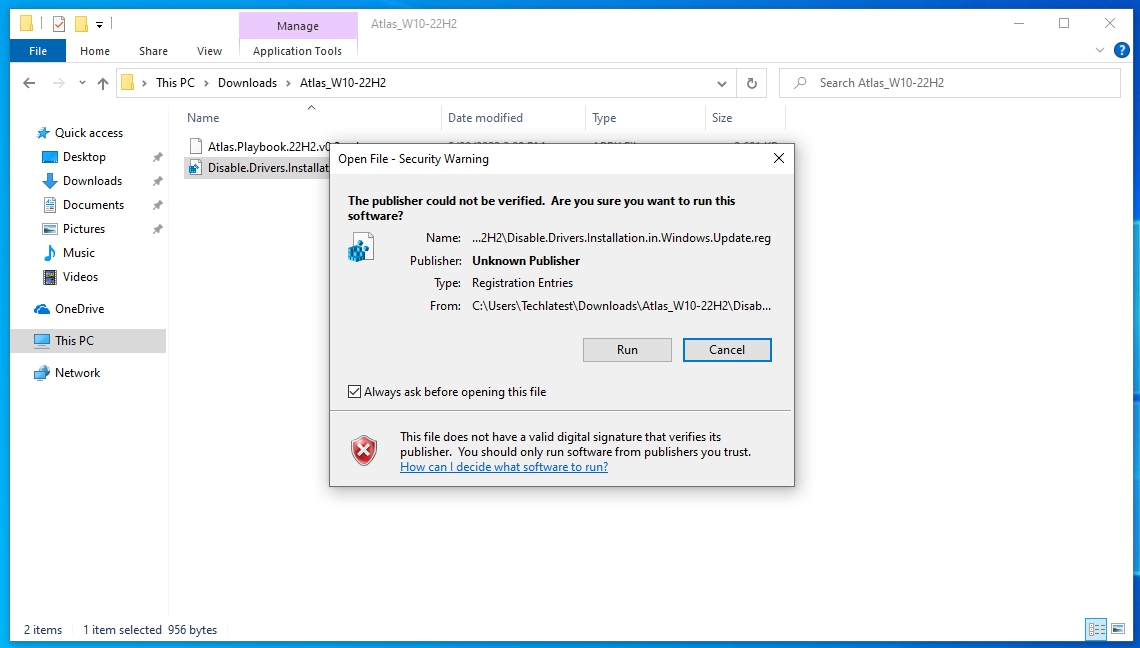 Manage
Atlas_W10-22H2
File
Home
Share
View
Application Tools
This PC
Downloads
Atlas_W10-22H2
Search Atlas_W10-22H2
Name
Date modified
Type
Size
Quick access
Desktop
Downloads
Documents
Pictures
Music
Videos
OneDrive
This PC
Network
Atlas.Playbook.22H2.v0
Disable.Drivers.Installat
Open File - Security Warning
The publisher could not be verified.  Are you sure you want to run this
software?
Name: ...2H2\Disable.Drivers.Installation.in.Windows.Update.reg
Publisher: Unknown Publisher
Type: Registration Entries
From: C:\Users\Techlatest\Downloads\Atlas_W10-22H2\Disab...
Run
Cancel
Always ask before opening this file
This file does not have a valid digital signature that verifies its
publisher.  You should only run software from publishers you trust.
How can I decide what software to run?
2 items
1 item selected  956 bytes